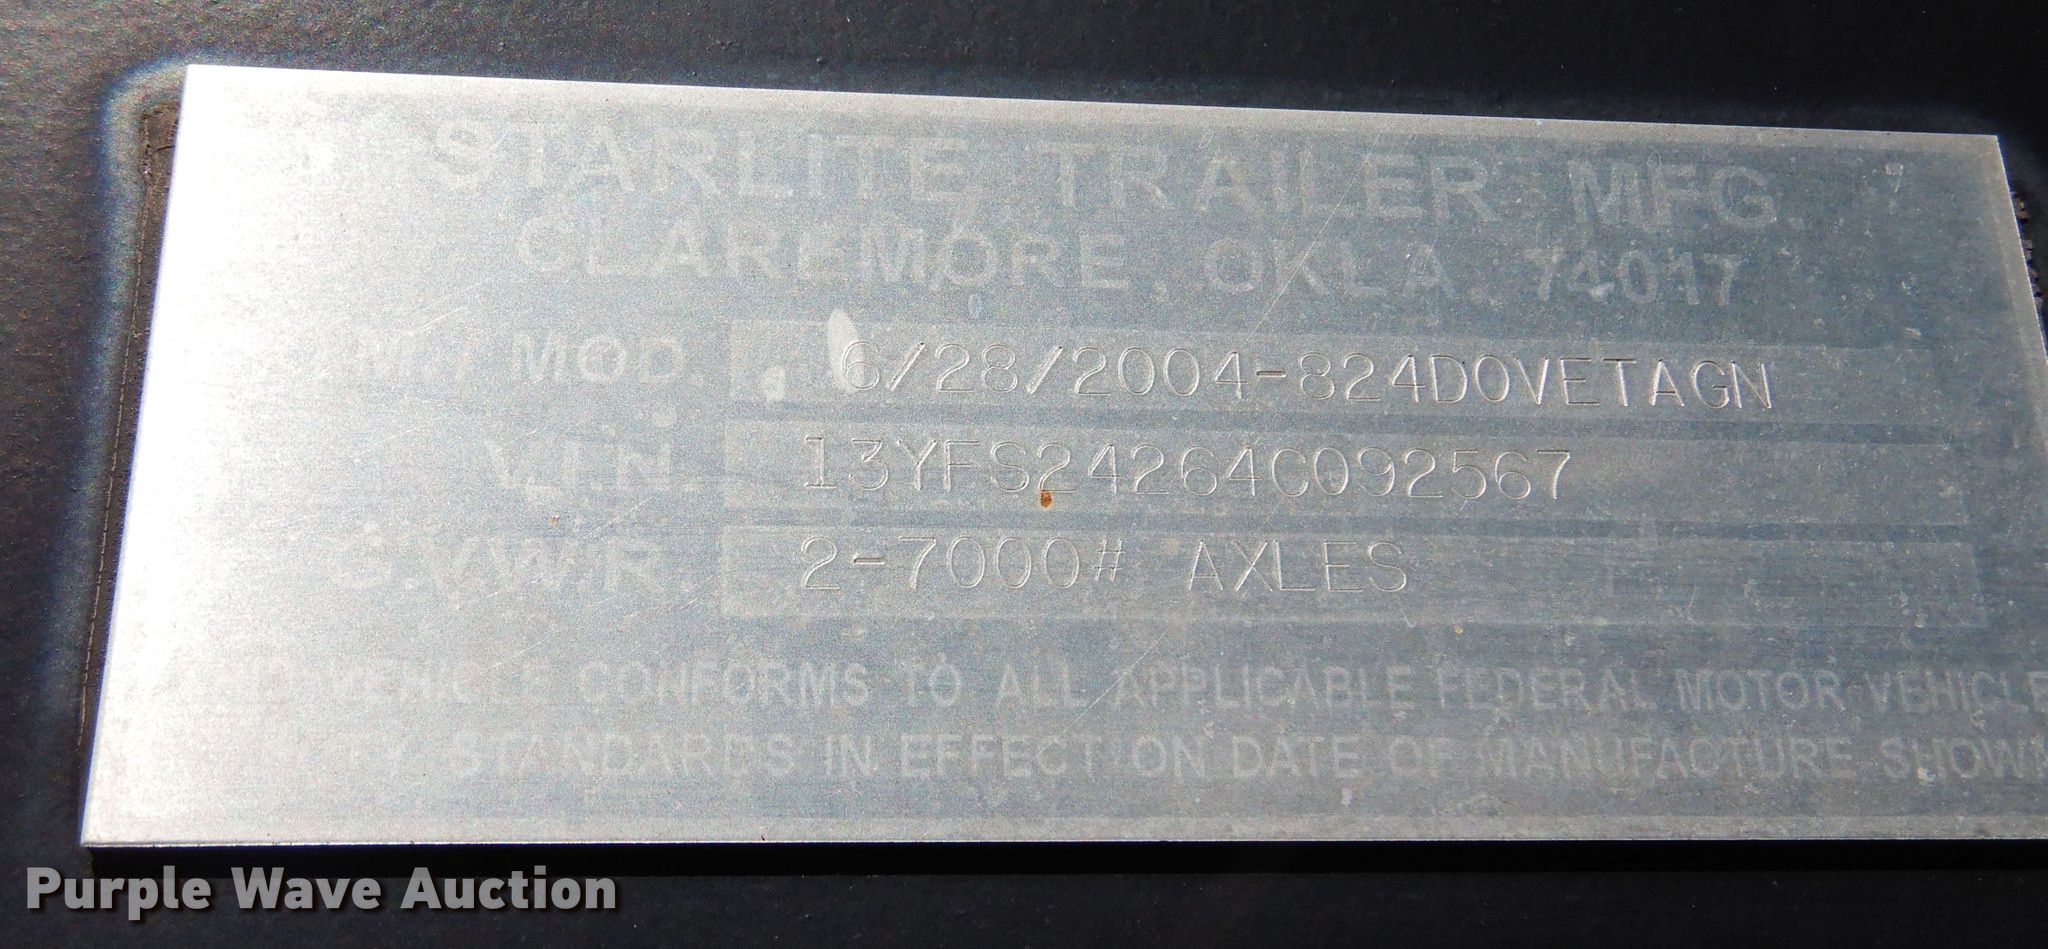 STARLITE TRAILER MFG.
CLAREMORE, OKLA. 74017
M./ MOD. 6/28/2004-824DOVETAGN
V.I.N. 13YFS24264C092567
G.V.W.R. 2-7000# AXLES
VEHICLE CONFORMS TO ALL APPLICABLE FEDERAL MOTOR VEHICLE
STANDARDS IN EFFECT ON DATE OF MANUFACTURE SHOWN
Purple Wave Auction